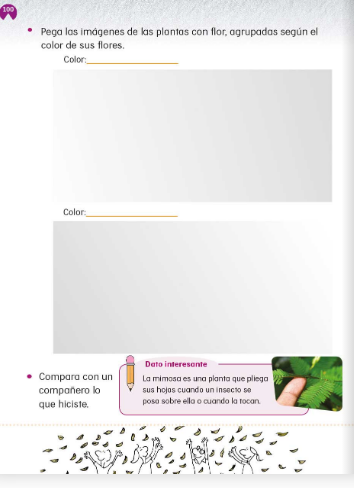 100
Pega las imágenes de las plantas con flor, agrupadas según el
color de sus flores.
Color:
Color:
Dato interesante
La mimosa es una planta que pliega
sus hojas cuando un insecto se
posa sobre ella o cuando la tocan.
Compara con un
compañero lo
que hiciste.